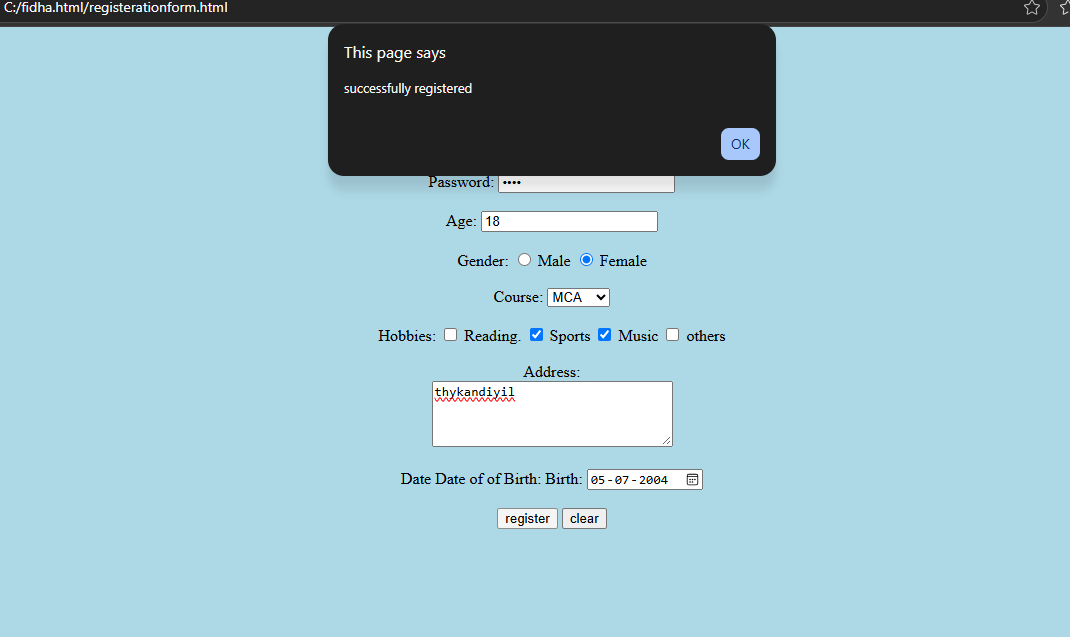 C:/fidha.html/registerationform.html
This page says
successfully registered
OK
Password: ••••
Age: 18
Gender: Male Female
Course: MCA
Hobbies: Reading. Sports Music others
Address:
thykandiyil
Date Date of of Birth: Birth: 05-07-2004
register clear